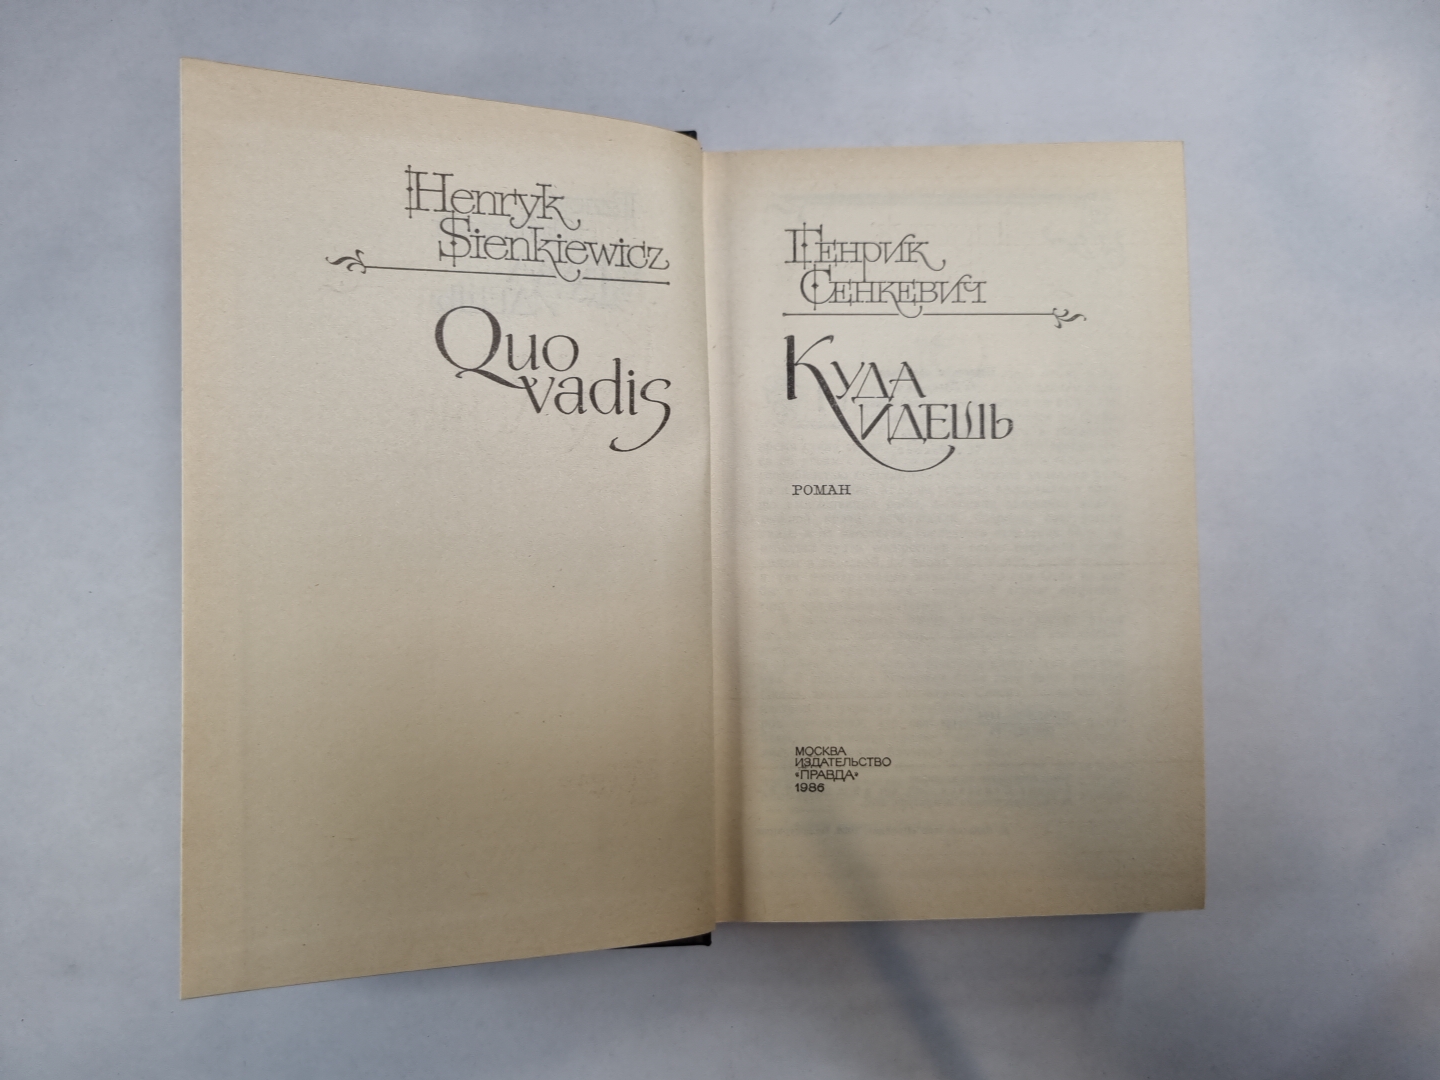 Henryk
Sienkiewicz
Quo
vadis
Генрик
Сенкевич
Куда
идешь
РОМАН
МОСКВА
ИЗДАТЕЛЬСТВО
«ПРАВДА»
1986